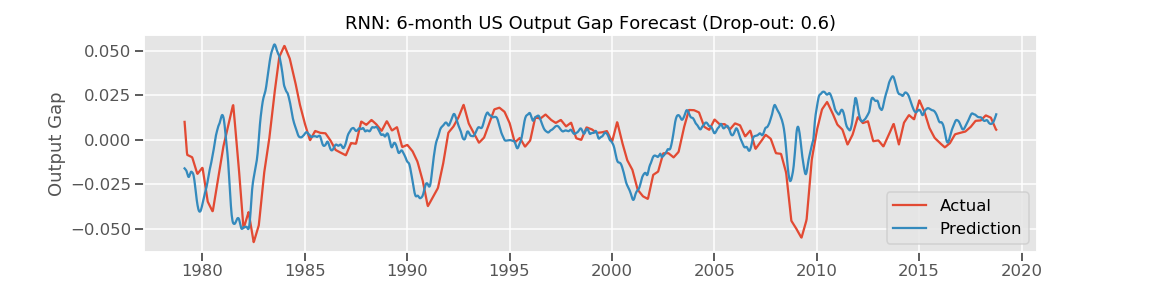 RNN: 6-month US Output Gap Forecast (Drop-out: 0.6)
Output Gap
0.050
0.025
0.000
−0.025
−0.050
Actual
Prediction
1980 1985 1990 1995 2000 2005 2010 2015 2020